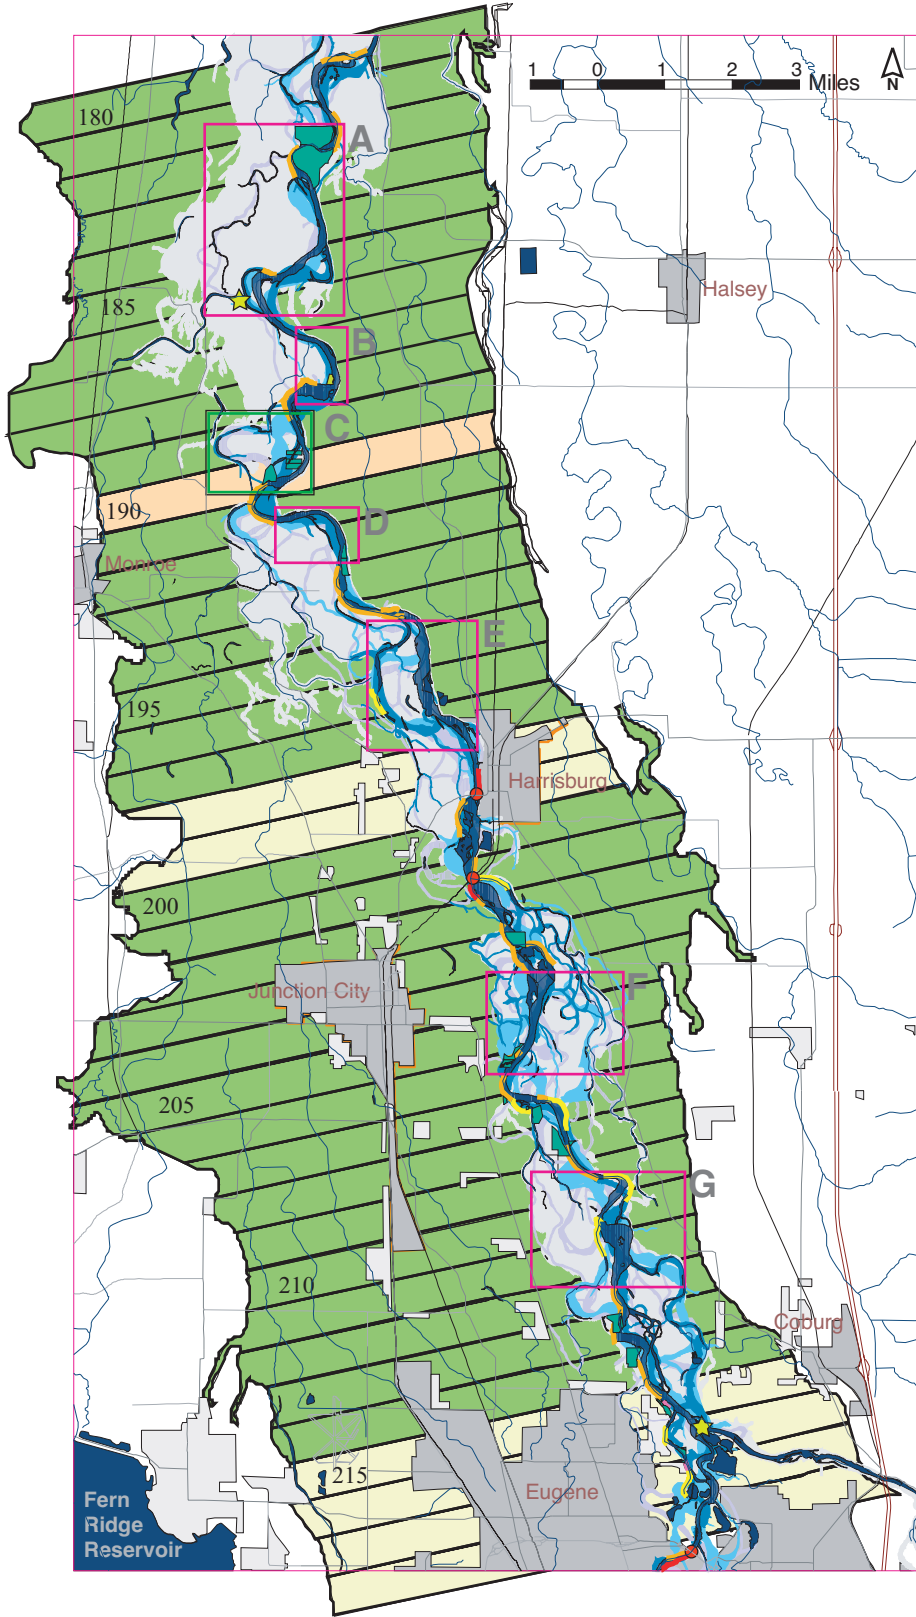 1 0 1 2 3 Miles
N
180
A
185
Halsey
B
C
190
D
Monroe
E
195
Harrisburg
200
Junction City
F
205
G
210
Coburg
215
Eugene
Fern
Ridge
Reservoir